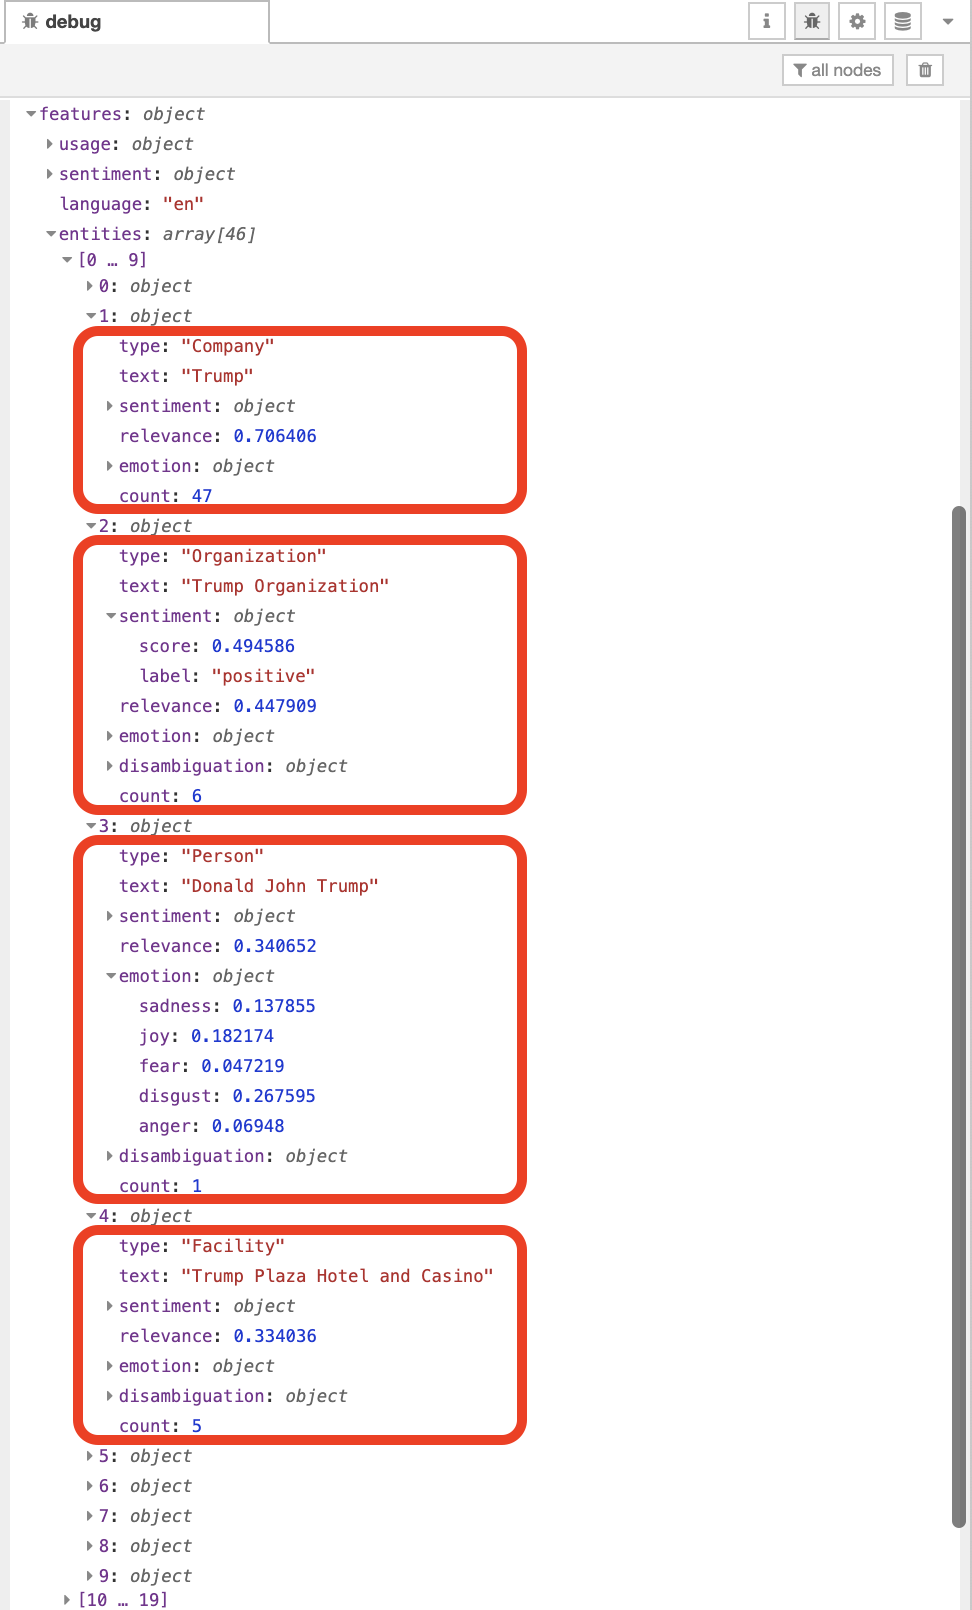 debug
all nodes
features: object
usage: object
sentiment: object
language: "en"
entities: array[46]
[0 … 9]
0: object
1: object
type: "Company"
text: "Trump"
sentiment: object
relevance: 0.706406
emotion: object
count: 47
2: object
type: "Organization"
text: "Trump Organization"
sentiment: object
score: 0.494586
label: "positive"
relevance: 0.447909
emotion: object
disambiguation: object
count: 6
3: object
type: "Person"
text: "Donald John Trump"
sentiment: object
relevance: 0.340652
emotion: object
sadness: 0.137855
joy: 0.182174
fear: 0.047219
disgust: 0.267595
anger: 0.06948
disambiguation: object
count: 1
4: object
type: "Facility"
text: "Trump Plaza Hotel and Casino"
sentiment: object
relevance: 0.334036
emotion: object
disambiguation: object
count: 5
5: object
6: object
7: object
8: object
9: object
[10 … 19]